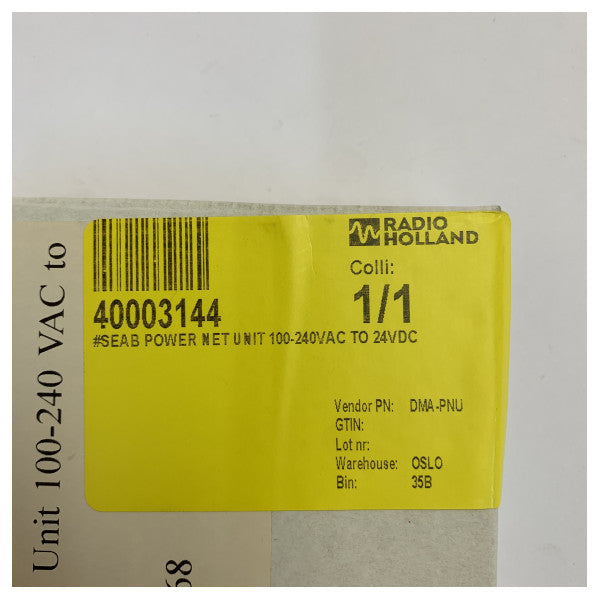 RADIO
HOLLAND
Colli:
1/1
40003144
#SEAB POWER NET UNIT 100-240VAC TO 24VDC
Vendor PN: DMA-PNU
GTIN:
Lot nr:
Warehouse: OSLO
Bin: 35B
Unit 100-240 VAC to
68